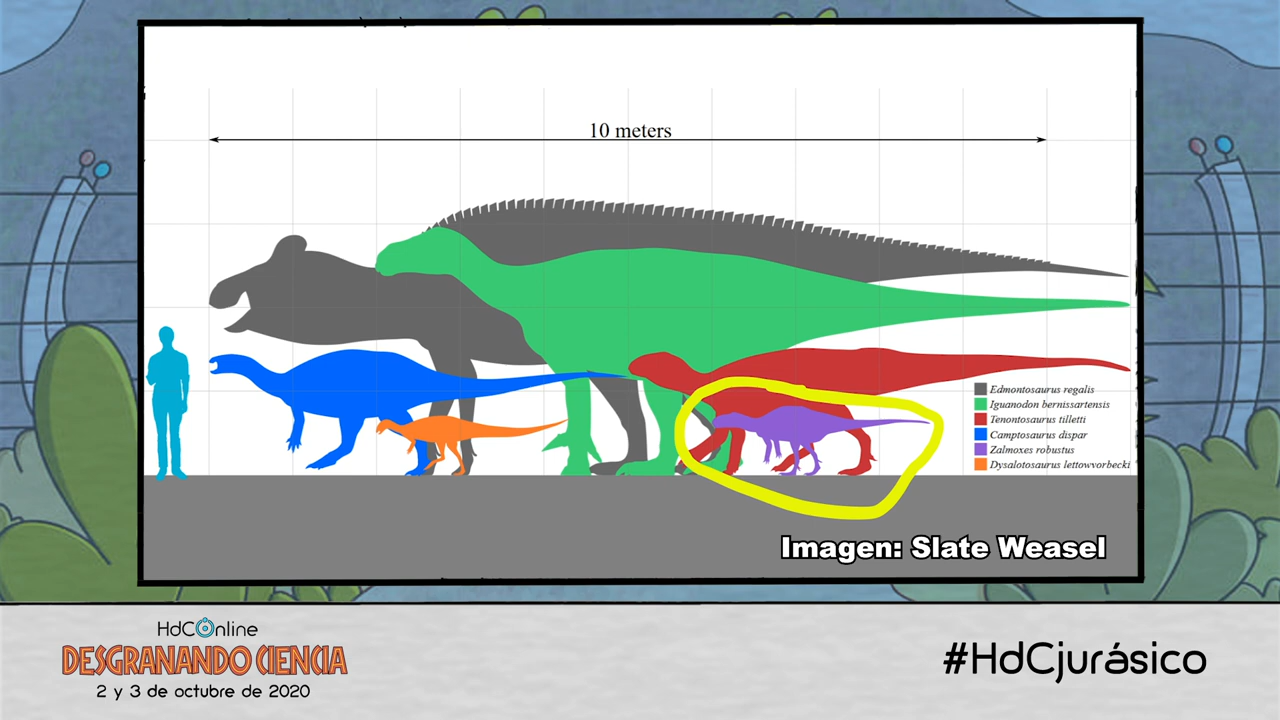 10 meters
Edmontosaurus regalis
Iguanodon bernissartensis
Tenontosaurus tilletti
Camptosaurus dispar
Zalmoxes robustus
Dysalotosaurus lettowvorbecki
Imagen: Slate Weasel
HdCOnline
DESGRANANDO CIENCIA
2 y 3 de octubre de 2020
#HdCjurásico